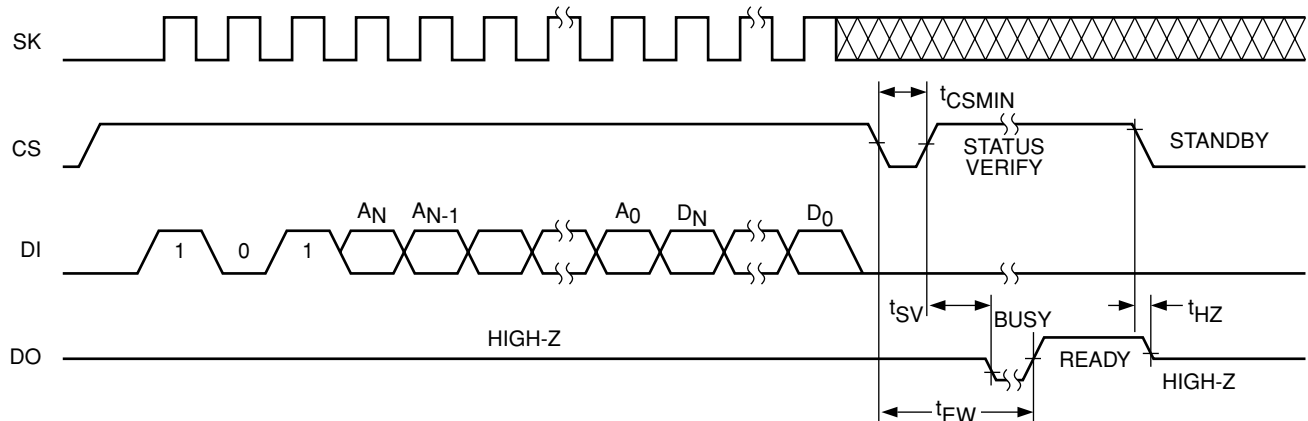 SK
tCSMIN
CS
STATUS
VERIFY
STANDBY
AN AN-1 A0 DN D0
DI 1 0 1
tSV BUSY tHZ
HIGH-Z
DO READY
HIGH-Z
tEW